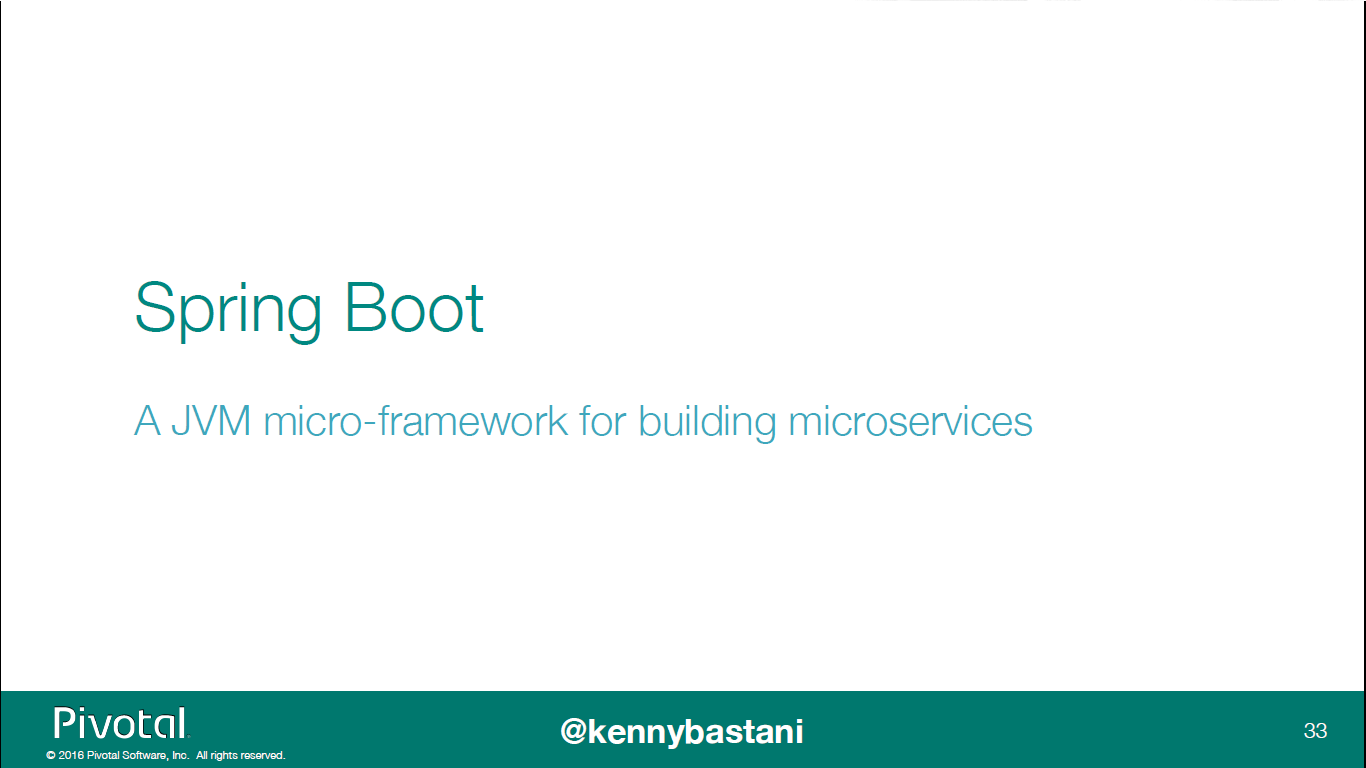 Spring Boot
A JVM micro-framework for building microservices
Pivotal
© 2016 Pivotal Software, Inc.  All rights reserved.
@kennybastani
33